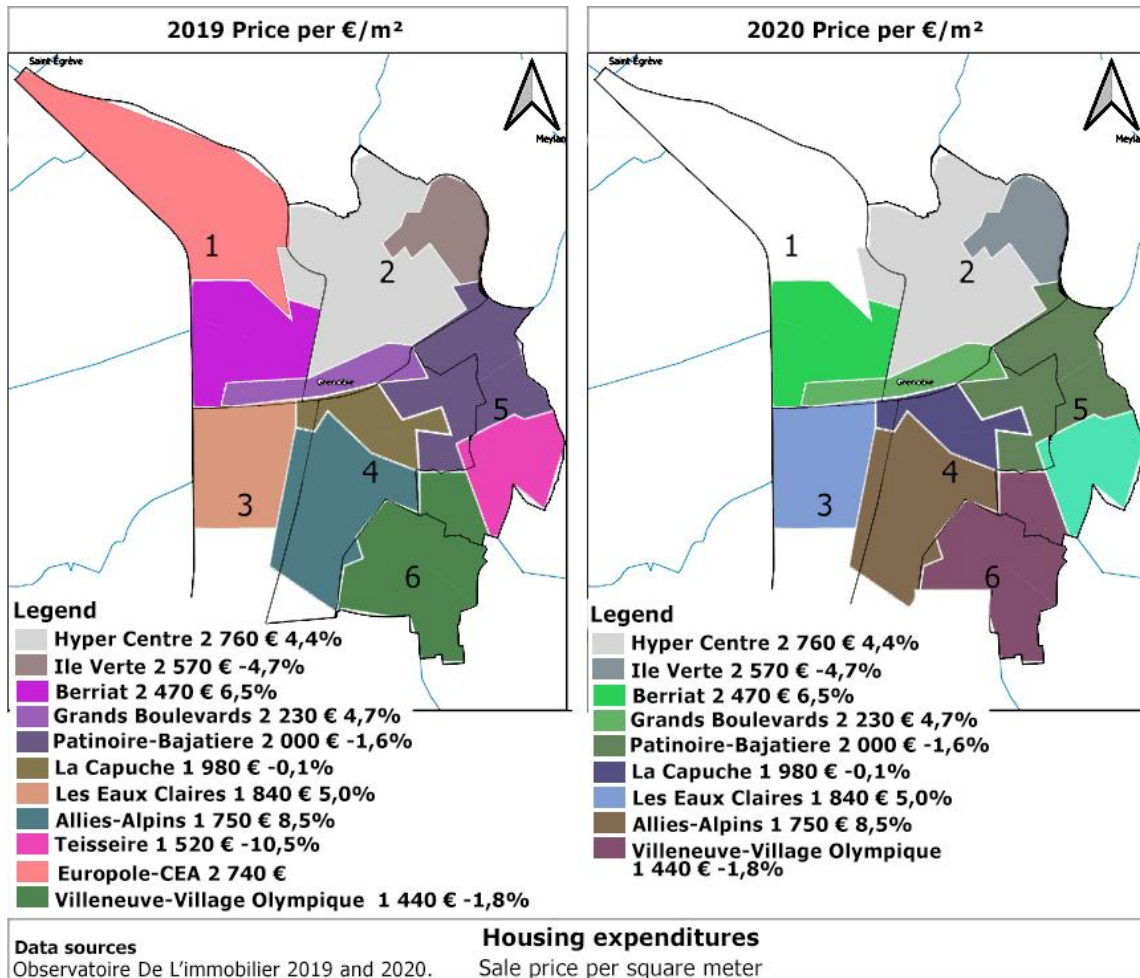 2019 Price per €/m²
Saint-Égrève
Meylan
1
2
Grenoble
5
4
3
6
Legend
Hyper Centre 2 760 € 4,4%
Ile Verte 2 570 € -4,7%
Berriat 2 470 € 6,5%
Grands Boulevards 2 230 € 4,7%
Patinoire-Bajatiere 2 000 € -1,6%
La Capuche 1 980 € -0,1%
Les Eaux Claires 1 840 € 5,0%
Allies-Alpins 1 750 € 8,5%
Teisseire 1 520 € -10,5%
Europole-CEA 2 740 €
Villeneuve-Village Olympique 1 440 € -1,8%
2020 Price per €/m²
Saint-Égrève
Meylan
1
2
Grenoble
5
4
3
6
Legend
Hyper Centre 2 760 € 4,4%
Ile Verte 2 570 € -4,7%
Berriat 2 470 € 6,5%
Grands Boulevards 2 230 € 4,7%
Patinoire-Bajatiere 2 000 € -1,6%
La Capuche 1 980 € -0,1%
Les Eaux Claires 1 840 € 5,0%
Allies-Alpins 1 750 € 8,5%
Villeneuve-Village Olympique
1 440 € -1,8%
Data sources
Observatoire De L'immobilier 2019 and 2020.
Housing expenditures
Sale price per square meter